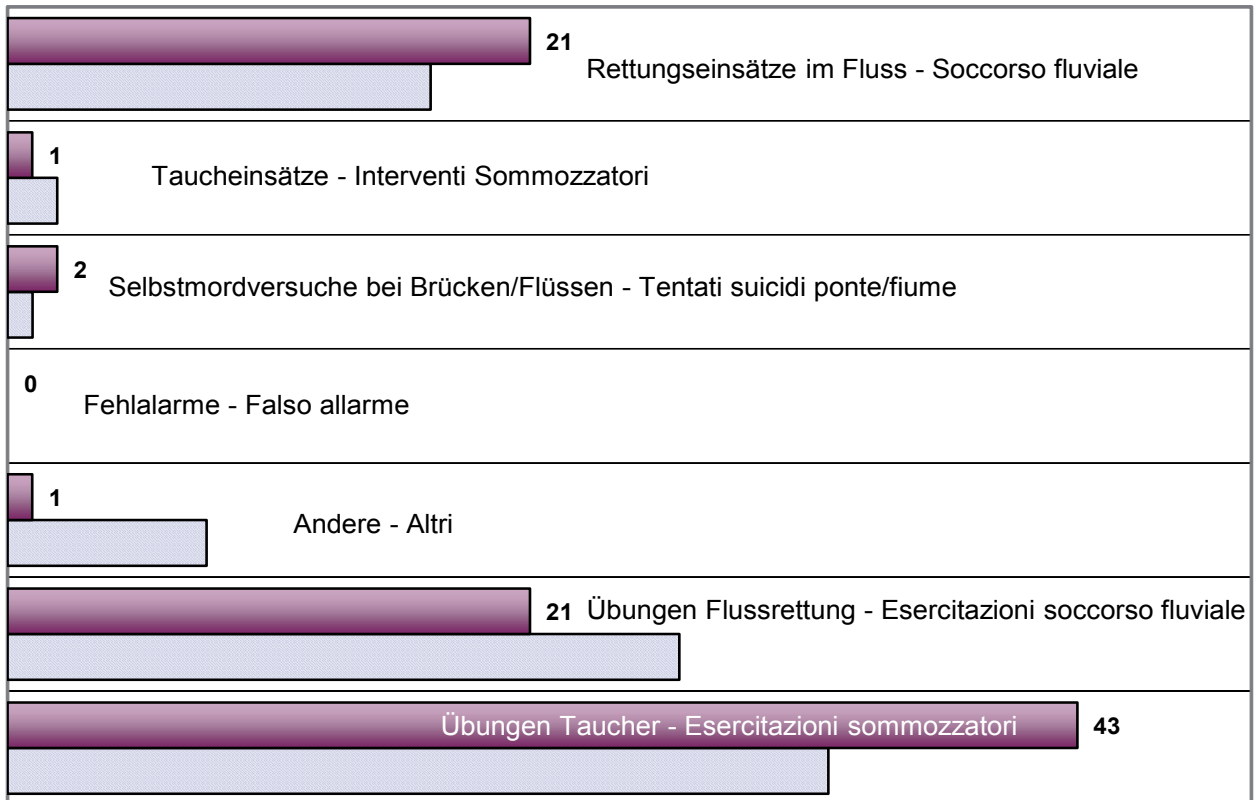 21
Rettungseinsätze im Fluss - Soccorso fluviale
1
Taucheinsätze - Interventi Sommozzatori
2
Selbstmordversuche bei Brücken/Flüssen - Tentati suicidi ponte/fiume
0
Fehlalarme - Falso allarme
1
Andere - Altri
21 Übungen Flussrettung - Esercitazioni soccorso fluviale
Übungen Taucher - Esercitazioni sommozzatori 43